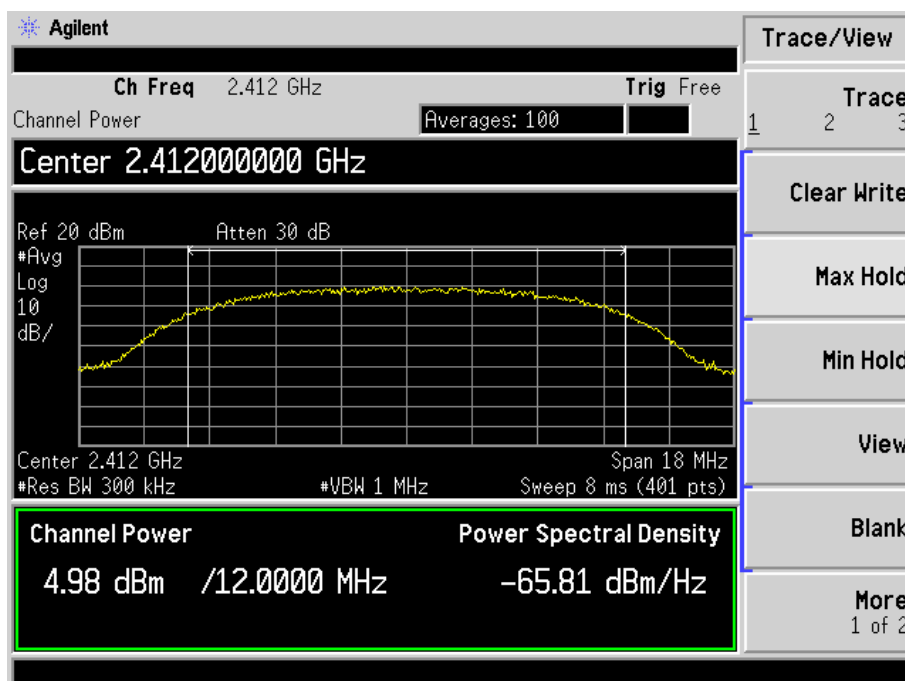 Agilent
Trace/View
Ch Freq 2.412 GHz Trig Free
Channel Power Averages: 100
Trace
1 2 3
Center 2.412000000 GHz
Clear Write
Ref 20 dBm Atten 30 dB
#Avg
Log
10
dB/
Max Hold
Min Hold
View
Center 2.412 GHz Span 18 MHz
#Res BW 300 kHz #VBW 1 MHz Sweep 8 ms (401 pts)
Channel Power Power Spectral Density
4.98 dBm /12.0000 MHz -65.81 dBm/Hz
Blank
More
1 of 2